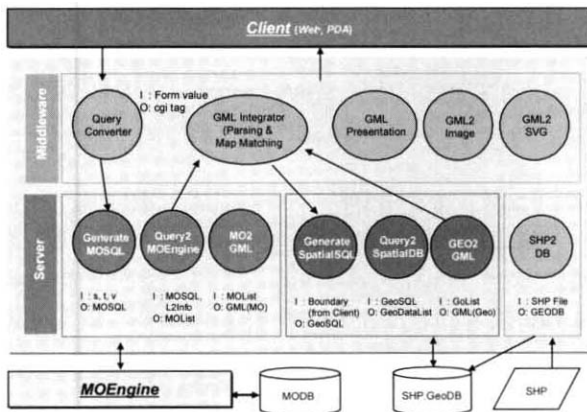 Client (Web, PDA)
Middleware
Query
Converter
I : Form value
O: cgi tag
GML Integrator
(Parsing &
Map Matching
GML
Presentation
GML2
Image
GML2
SVG
Server
Generate
MOSQL
Query2
MOEngine
MO2
GML
Generate
SpatialSQL
Query2
SpatialDB
GEO2
GML
SHP2
DB
I : s, t, v
O: MOSQL
I : MOSQL,
L2Info
O: MOList
I : MOList
O: GML(MO)
I : Boundary
(from Client)
O: GeoSQL
I : GeoSQL
O: GeoDataList
I : GoList
O: GML(Geo)
I : SHP File
O: GEODB
MOEngine
MODB
SHP GeoDB
SHP